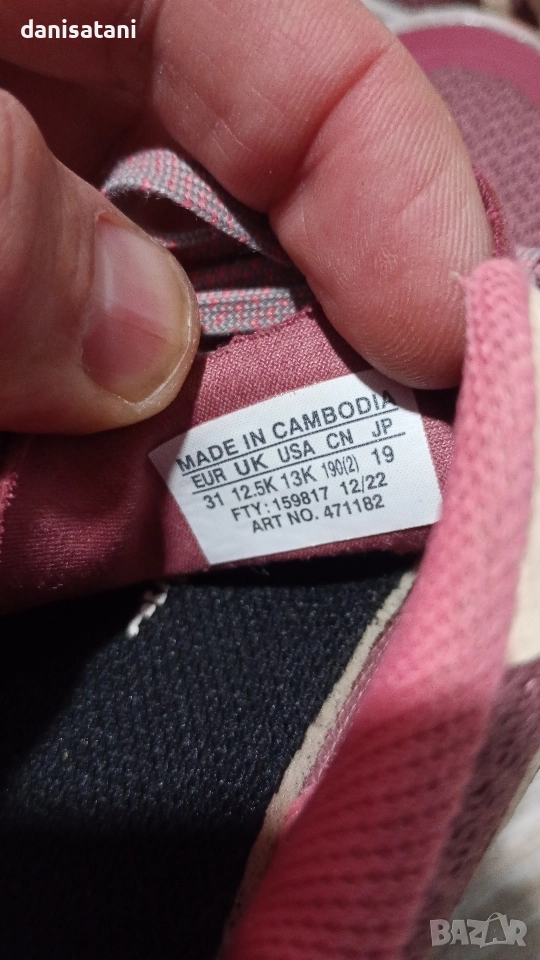 danisatani
MADE IN CAMBODIA
EUR UK USA CN JP
31 12.5K 13K 190(2) 19
FTY: 159817 12/22
ART NO. 471182
BAZAR